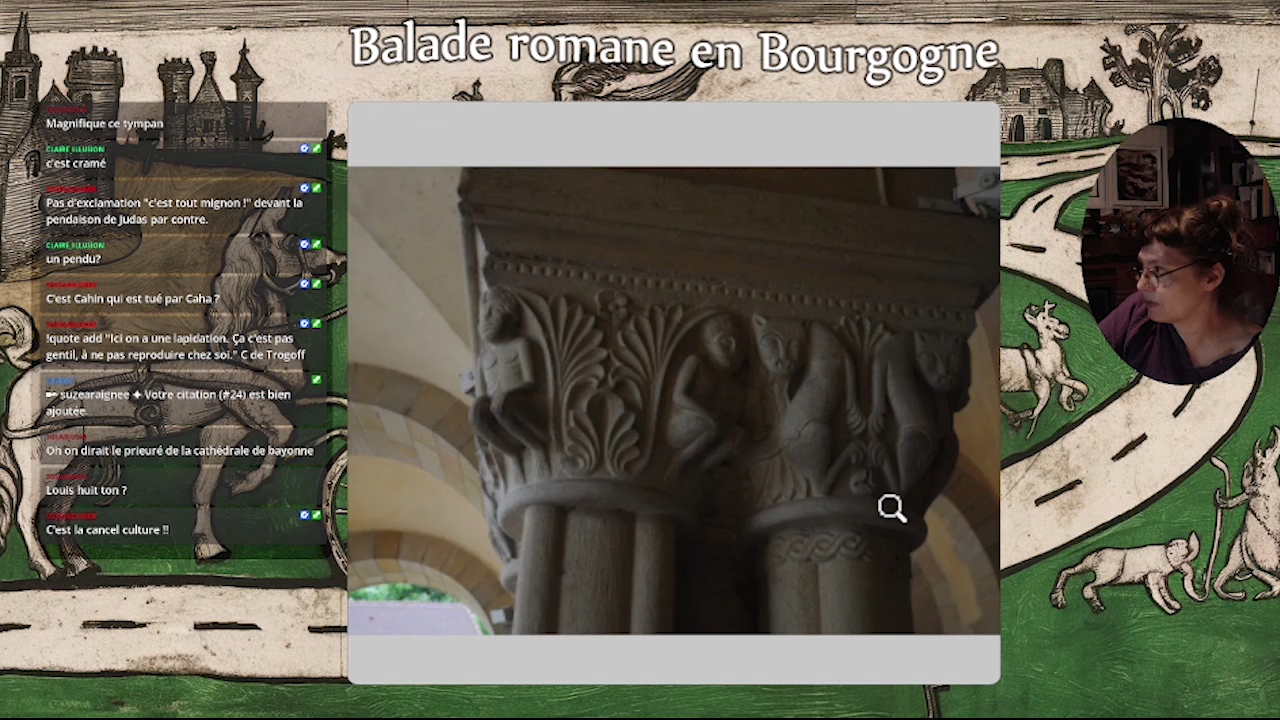 Balade romane en Bourgogne
Magnifique ce tympan
CLAIRE ILLUSION
c'est cramé
Pas d'exclamation "c'est tout mignon !" devant la
pendaison de Judas par contre.
CLAIRE ILLUSION
un pendu?
C'est Cahin qui est tué par Caha ?
!quote add "Ici on a une lapidation. Ça c'est pas
gentil, à ne pas reproduire chez soi." C de Trogoff
suzearaignee ✦ Votre citation (#24) est bien
ajoutée.
Oh on dirait le prieuré de la cathédrale de bayonne
Louis huit ton ?
C'est la cancel culture !!